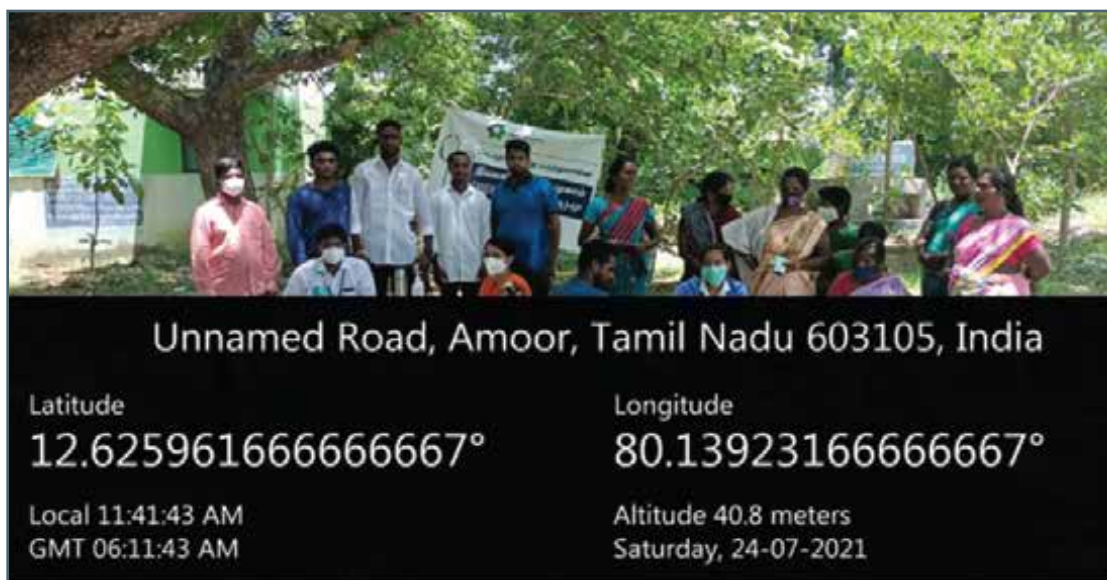 Unnamed Road, Amoor, Tamil Nadu 603105, India
Latitude
12.625961666666667°
Longitude
80.13923166666667°
Local 11:41:43 AM
GMT 06:11:43 AM
Altitude 40.8 meters
Saturday, 24-07-2021